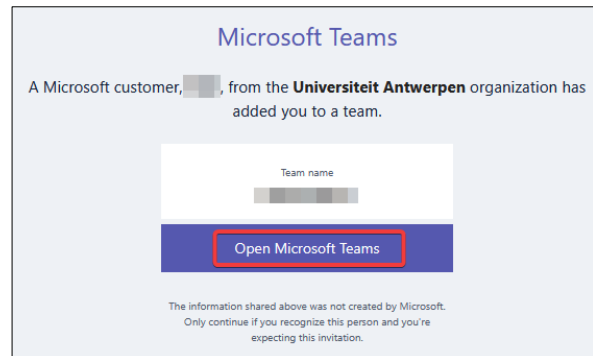 Microsoft Teams
A Microsoft customer, , from the Universiteit Antwerpen organization has
added you to a team.
Team name
Open Microsoft Teams
The information shared above was not created by Microsoft.
Only continue if you recognize this person and you're
expecting this invitation.